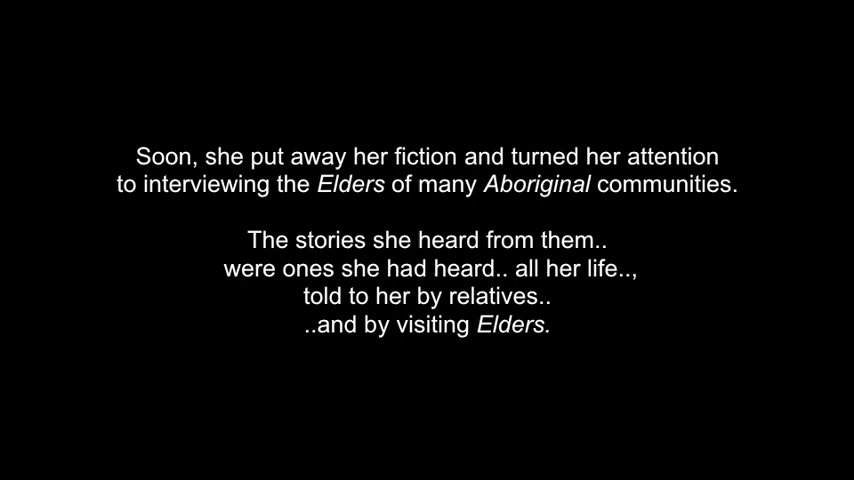 Soon, she put away her fiction and turned her attention
to interviewing the Elders of many Aboriginal communities.
The stories she heard from them..
were ones she had heard.. all her life..,
told to her by relatives..
..and by visiting Elders.